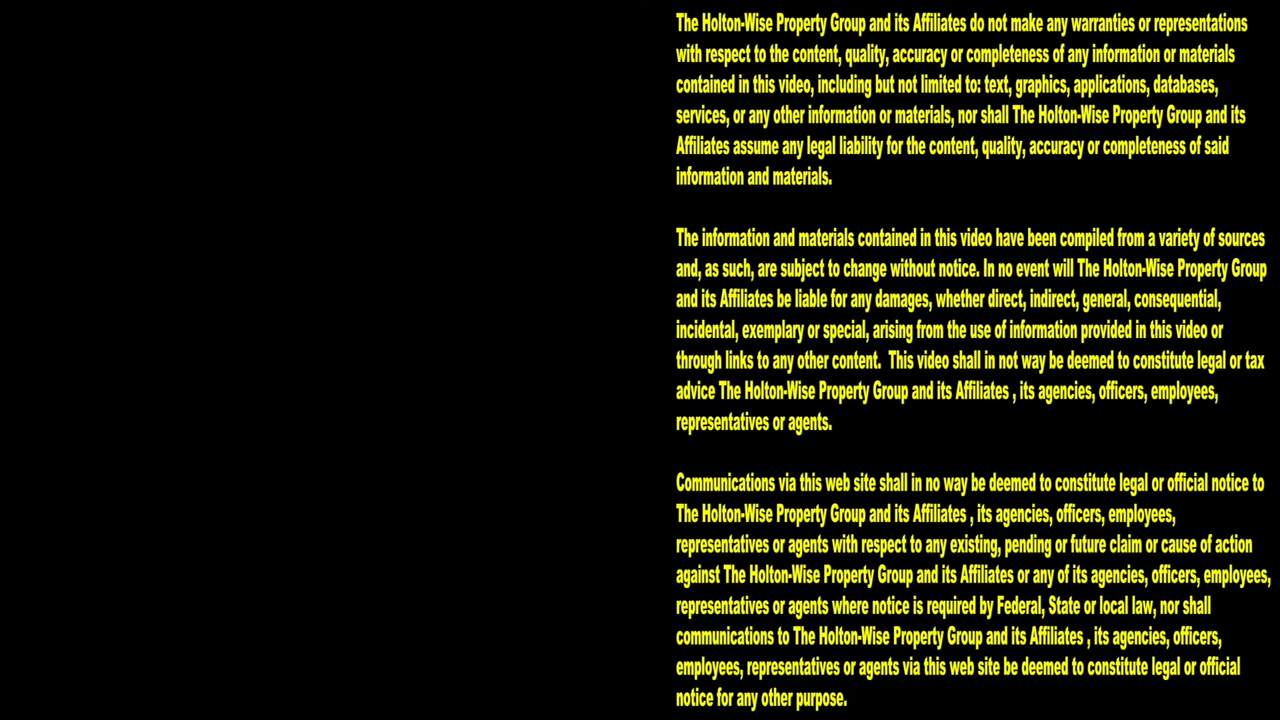 The Holton-Wise Property Group and its Affiliates do not make any warranties or representations
with respect to the content, quality, accuracy or completeness of any information or materials
contained in this video, including but not limited to: text, graphics, applications, databases,
services, or any other information or materials, nor shall The Holton-Wise Property Group and its
Affiliates assume any legal liability for the content, quality, accuracy or completeness of said
information and materials.
The information and materials contained in this video have been compiled from a variety of sources
and, as such, are subject to change without notice. In no event will The Holton-Wise Property Group
and its Affiliates be liable for any damages, whether direct, indirect, general, consequential,
incidental, exemplary or special, arising from the use of information provided in this video or
through links to any other content.  This video shall in not way be deemed to constitute legal or tax
advice The Holton-Wise Property Group and its Affiliates , its agencies, officers, employees,
representatives or agents.
Communications via this web site shall in no way be deemed to constitute legal or official notice to
The Holton-Wise Property Group and its Affiliates , its agencies, officers, employees,
representatives or agents with respect to any existing, pending or future claim or cause of action
against The Holton-Wise Property Group and its Affiliates or any of its agencies, officers, employees,
representatives or agents where notice is required by Federal, State or local law, nor shall
communications to The Holton-Wise Property Group and its Affiliates , its agencies, officers,
employees, representatives or agents via this web site be deemed to constitute legal or official
notice for any other purpose.